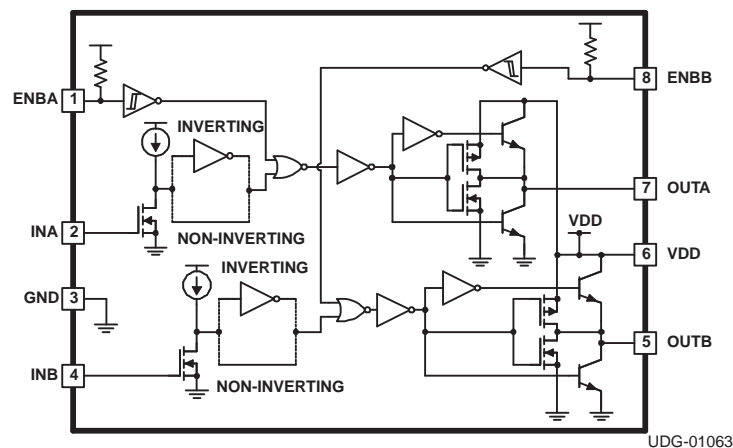 ENBA 1
8 ENBB
INVERTING
7 OUTA
INA 2
VDD
NON-INVERTING
6 VDD
INVERTING
GND 3
5 OUTB
INB 4
NON-INVERTING
UDG-01063